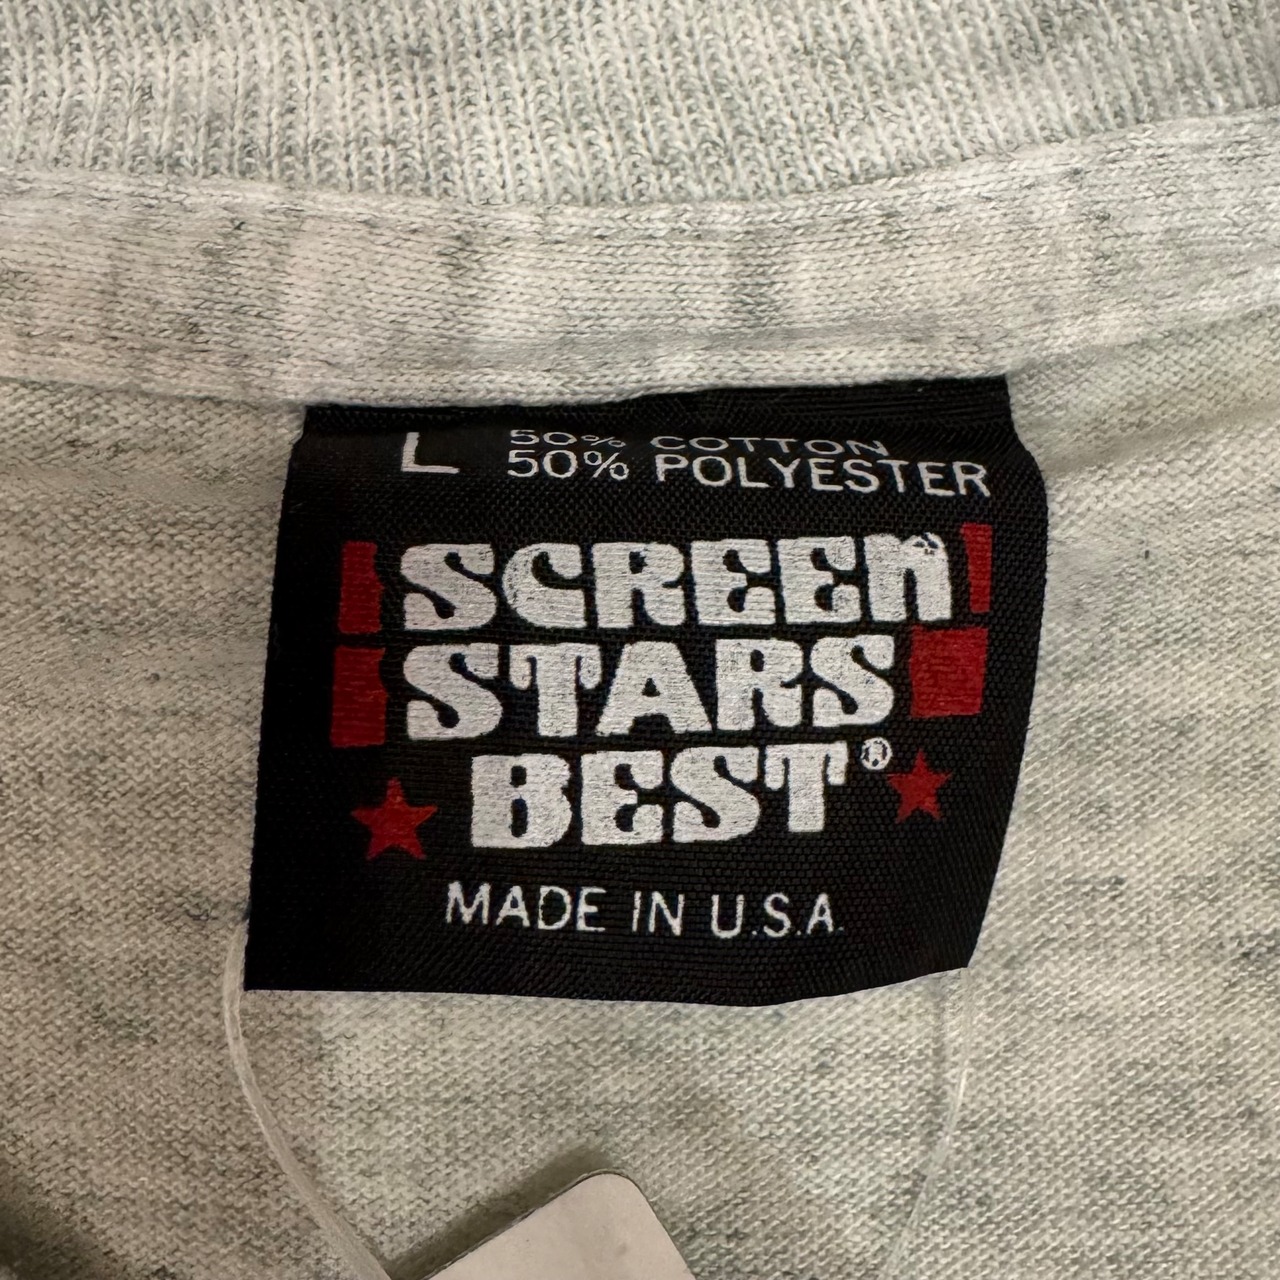 L
50% COTTON
50% POLYESTER
SCREEN
STARS
BEST®
MADE IN U.S.A.